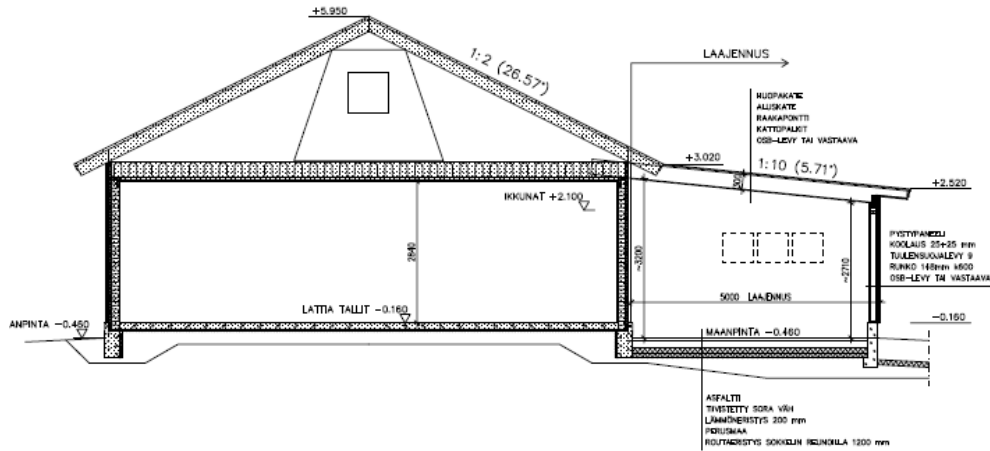 +5.950
1:2 (26.57°)
LAAJENNUS
HUOPAKATE
ALUSKATE
RAAKAPONTTI
KATTOPALKIT
OSB-LEVY TAI VASTAAVA
+3.020
1:10 (5.71°)
+2.520
IKKUNAT +2.100
2840
~3200
~2710
PYSTYPANEELI
KOOLAUS 25+25 mm
TUULENSUOJALEVY 9
RUNKO 148mm k600
OSB-LEVY TAI VASTAAVA
5000 LAAJENNUS
LATTIA TALLIT -0.160
-0.160
ANPINTA -0.460
MAANPINTA -0.460
ASFALTTI
TIIVISTETTY SORA VÄH
LÄMMÖNERISTYS 200 mm
PERUSMAA
ROUTAERISTYS SOKKELIN REUNOILLA 1200 mm